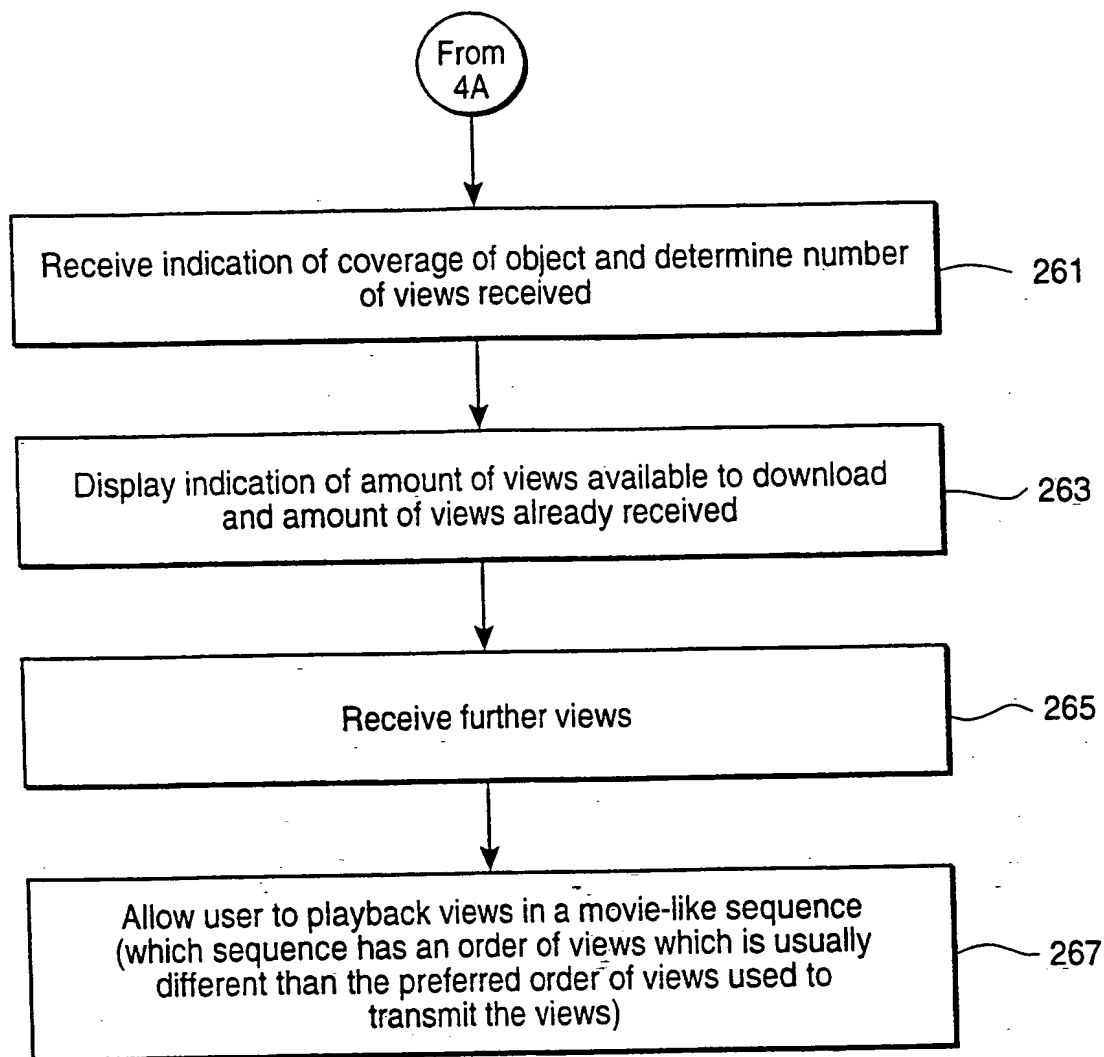 From
4A
Receive indication of coverage of object and determine number
of views received
261
Display indication of amount of views available to download
and amount of views already received
263
Receive further views
265
Allow user to playback views in a movie-like sequence
(which sequence has an order of views which is usually
different than the preferred order of views used to
transmit the views)
267